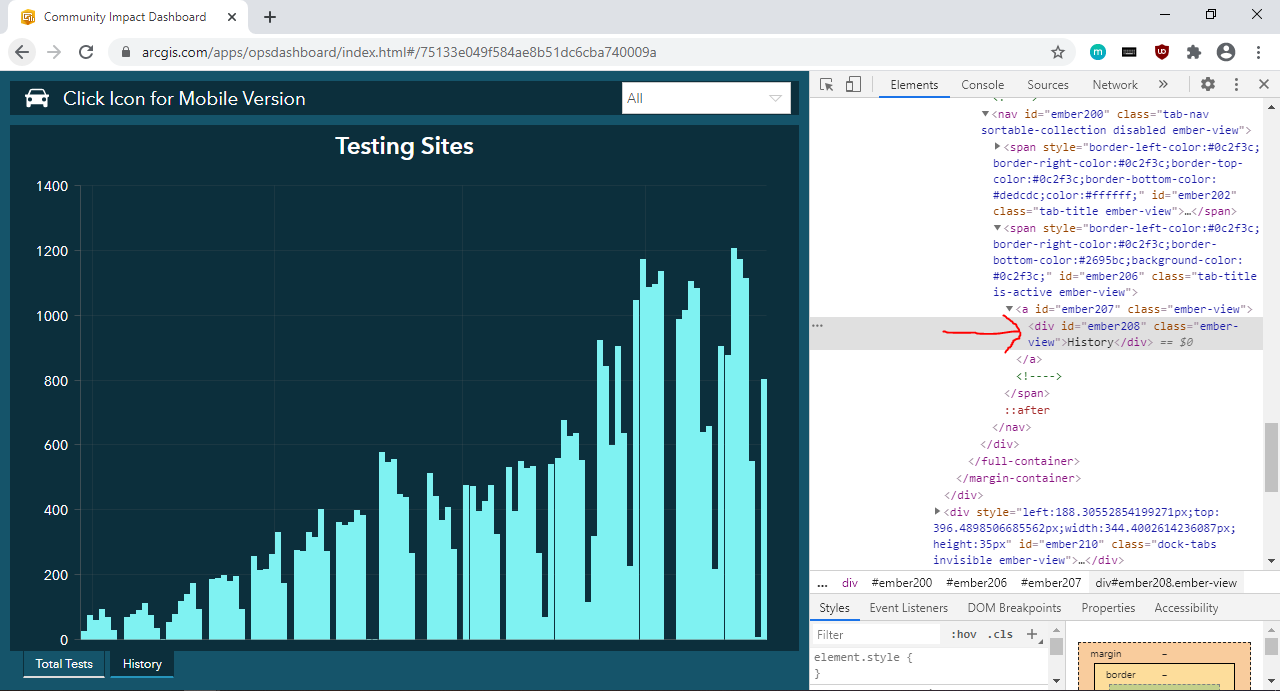 Community Impact Dashboard
arcgis.com/apps/opsdashboard/index.html#/75133e049f584ae8b51dc6cba740009a
Click Icon for Mobile Version
All
Testing Sites
1400
1200
1000
800
600
400
200
0
Total Tests
History
Elements
Console
Sources
Network
»
<nav id="ember200" class="tab-nav
sortable-collection disabled ember-view">
<span style="border-left-color:#0c2f3c;
border-right-color:#0c2f3c;border-top-
color:#0c2f3c;border-bottom-color:
#dedcdc;color:#ffffff;" id="ember202"
class="tab-title ember-view">…</span>
<span style="border-left-color:#0c2f3c;
border-right-color:#0c2f3c;border-
bottom-color:#2695bc;background-color:
#0c2f3c;" id="ember206" class="tab-title
is-active ember-view">
<a id="ember207" class="ember-view">
<div id="ember208" class="ember-
view">History</div> == $0
</a>
<!---->
</span>
::after
</nav>
</div>
</full-container>
</margin-container>
</div>
<div style="left:188.30552854199271px;top:
396.4898506685562px;width:344.4002614236087px;
height:35px" id="ember210" class="dock-tabs
invisible ember-view">…</div>
... div #ember200 #ember206 #ember207 div#ember208.ember-view
Styles Event Listeners DOM Breakpoints Properties Accessibility
Filter
:hov .cls +
element.style {
}
margin
–
border
–